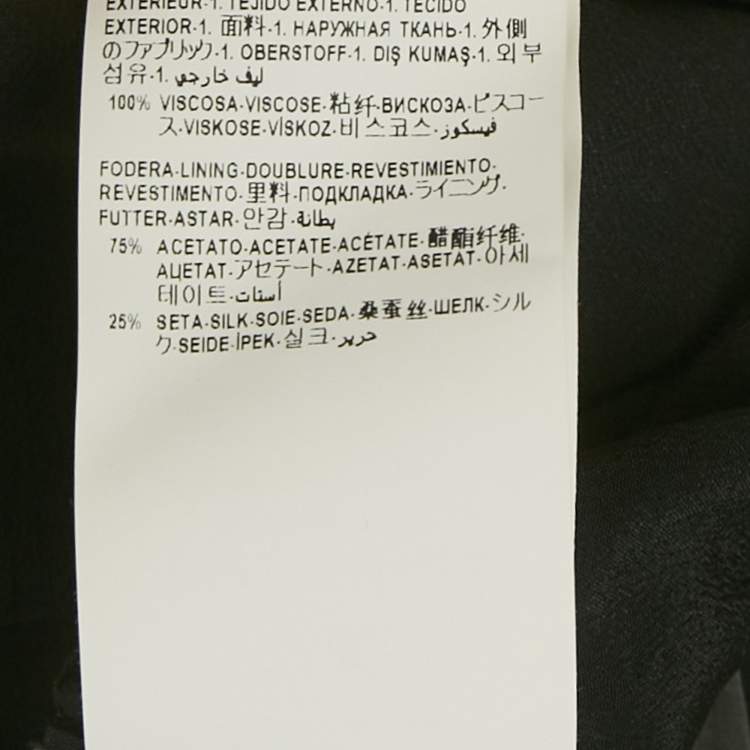 EXTÉRIEUR·1. TEJIDO EXTERNO·1. TECIDO
EXTERIOR·1. 面料·1. НАРУЖНАЯ ТКАНЬ·1. 外側
のファブリック·1. OBERSTOFF·1. DIŞ KUMAŞ·1. 외부
섬유·1. ليف خارجي
100% VISCOSA·VISCOSE·粘纤·ВИСКОЗА·ビスコー
ス·VISKOSE·VİSKOZ·비스코스·فيسكوز
FODERA·LINING·DOUBLURE·REVESTIMIENTO·
REVESTIMENTO·里料·ПОДКЛАДКА·ライニング·
FUTTER·ASTAR·안감·بطانة
75% ACETATO·ACETATE·ACÉTATE·醋酯纤维·
АЦЕТАТ·アセテート·AZETAT·ASETAT·아세
테이트·أستات
25% SETA·SILK·SOIE·SEDA·桑蚕丝·ШЕЛК·シル
ク·SEIDE·İPEK·실크·حرير